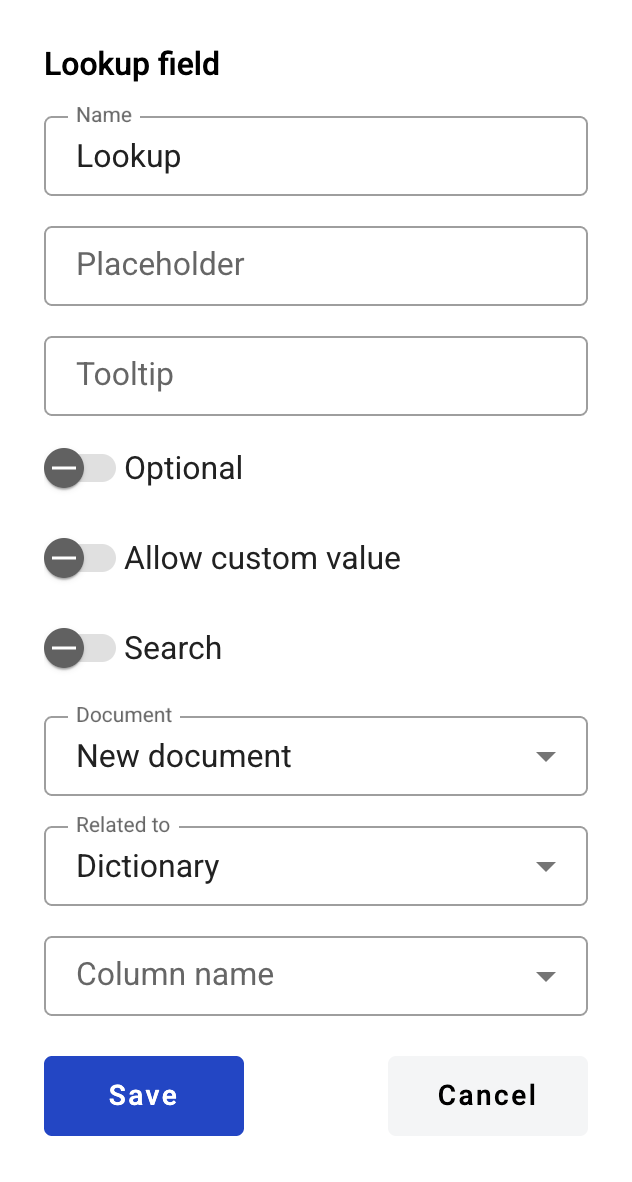 Lookup field
Name
Lookup
Placeholder
Tooltip
Optional
Allow custom value
Search
Document
New document
Related to
Dictionary
Column name
Save
Cancel